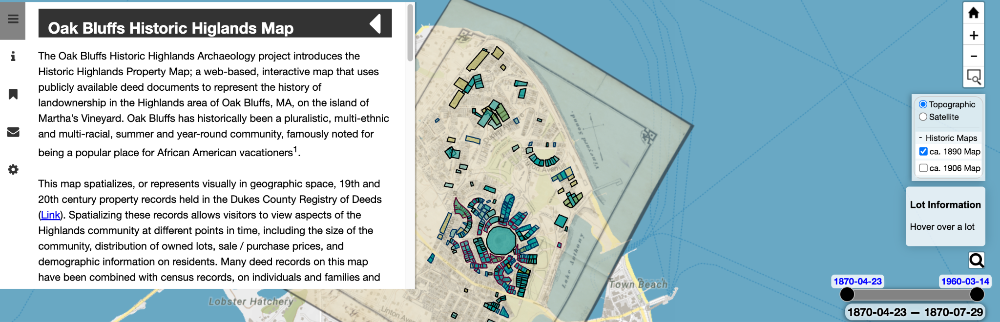 Oak Bluffs Historic Higlands Map
The Oak Bluffs Historic Highlands Archaeology project introduces the
Historic Highlands Property Map; a web-based, interactive map that uses
publicly available deed documents to represent the history of
landownership in the Highlands area of Oak Bluffs, MA, on the island of
Martha’s Vineyard. Oak Bluffs has historically been a pluralistic, multi-ethnic
and multi-racial, summer and year-round community, famously noted for
being a popular place for African American vacationers1.
This map spatializes, or represents visually in geographic space, 19th and
20th century property records held in the Dukes County Registry of Deeds
(Link). Spatializing these records allows visitors to view aspects of the
Highlands community at different points in time, including the size of the
community, distribution of owned lots, sale / purchase prices, and
demographic information on residents. Many deed records on this map
have been combined with census records, on individuals and families and
Vineyard Sound.
Lake Anthony
Town Beach
Lobster Hatchery
Linton Ave
+
-
Topographic
Satellite
- Historic Maps
ca. 1890 Map
ca. 1906 Map
Lot Information
Hover over a lot
1870-04-23
1960-03-14
1870-04-23 — 1870-07-29